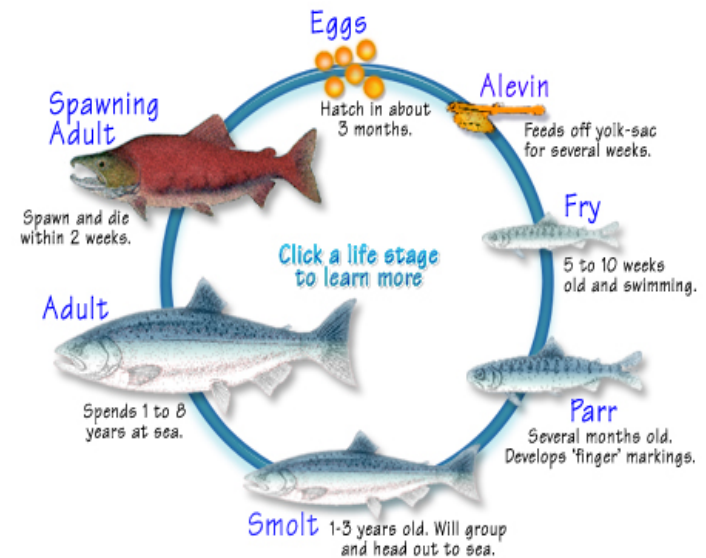 Eggs
Hatch in about
3 months.
Alevin
Feeds off yolk-sac
for several weeks.
Fry
5 to 10 weeks
old and swimming.
Parr
Several months old.
Develops 'finger' markings.
Smolt
1-3 years old. Will group
and head out to sea.
Adult
Spends 1 to 8
years at sea.
Spawning
Adult
Spawn and die
within 2 weeks.
Click a life stage
to learn more